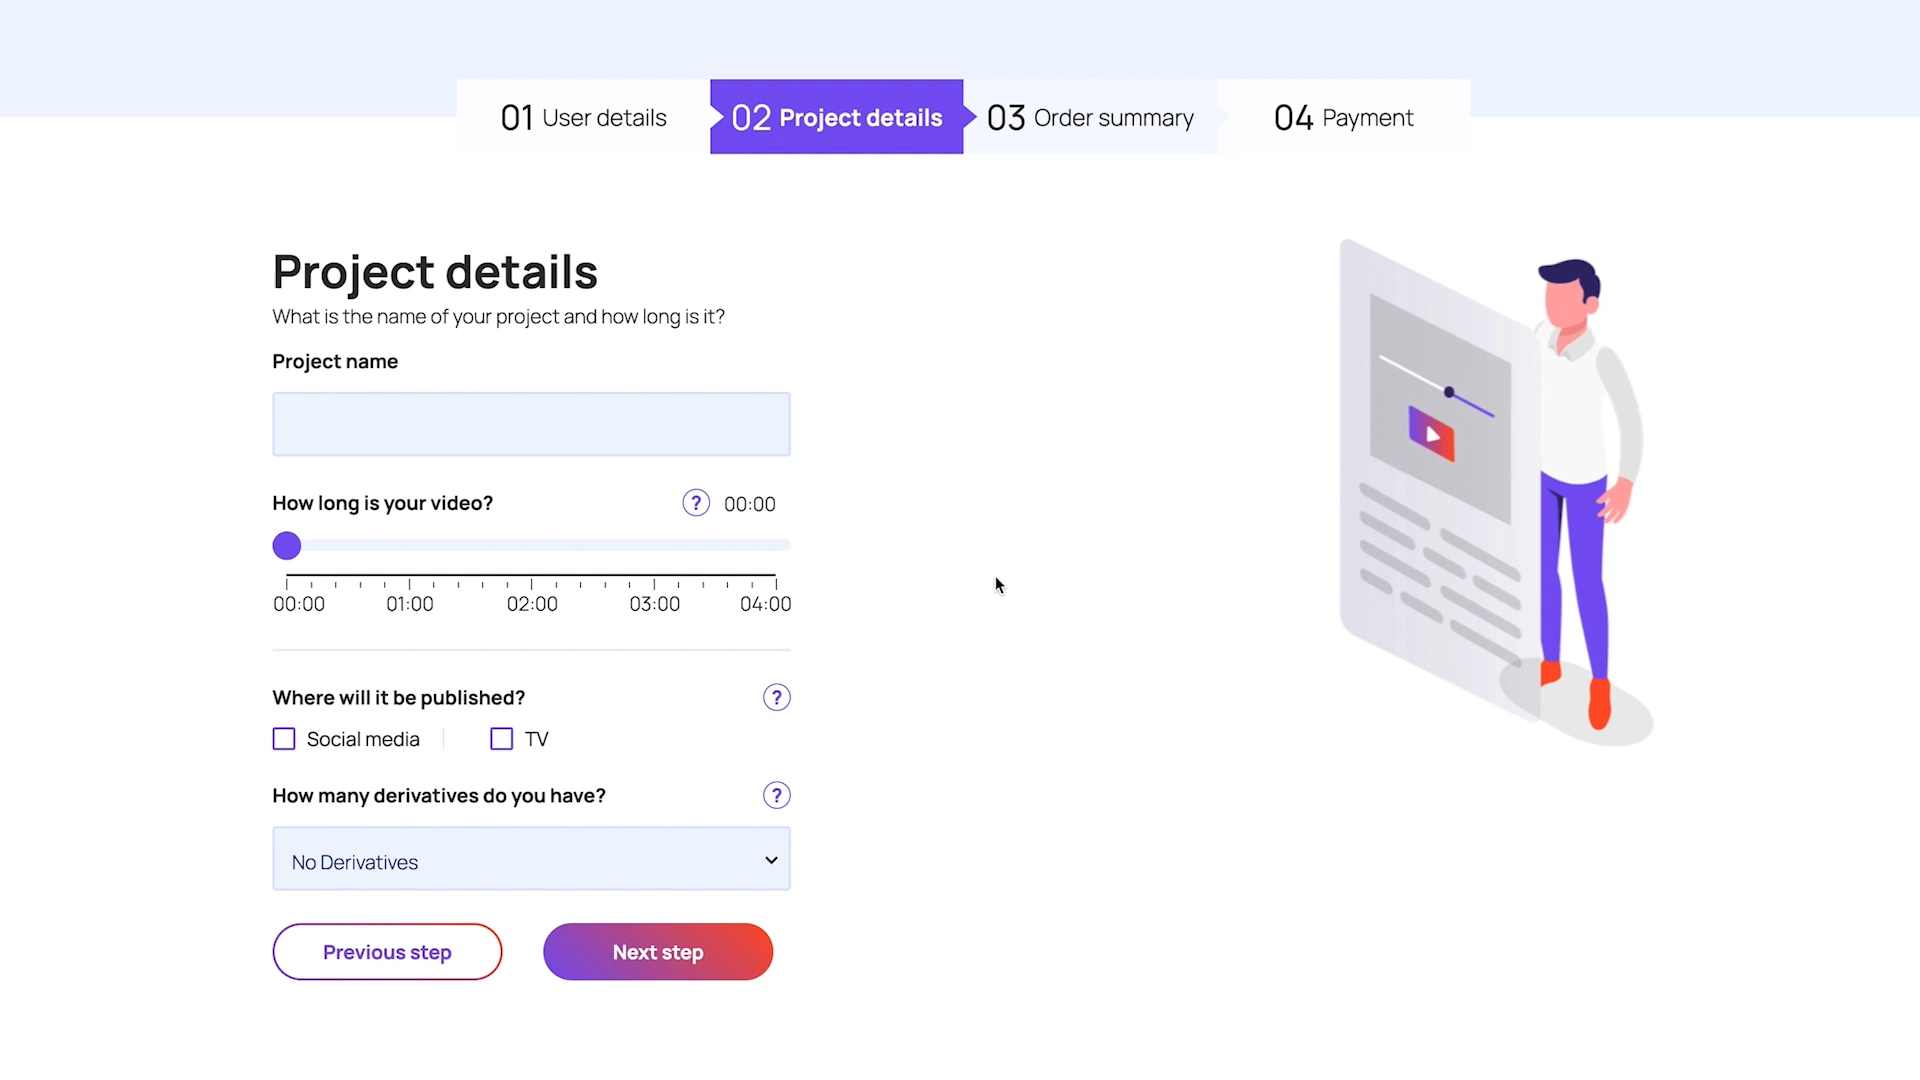 01 User details
02 Project details
03 Order summary
04 Payment
Project details
What is the name of your project and how long is it?
Project name
How long is your video? ? 00:00
00:00 01:00 02:00 03:00 04:00
Where will it be published? ?
Social media TV
How many derivatives do you have? ?
No Derivatives
Previous step Next step